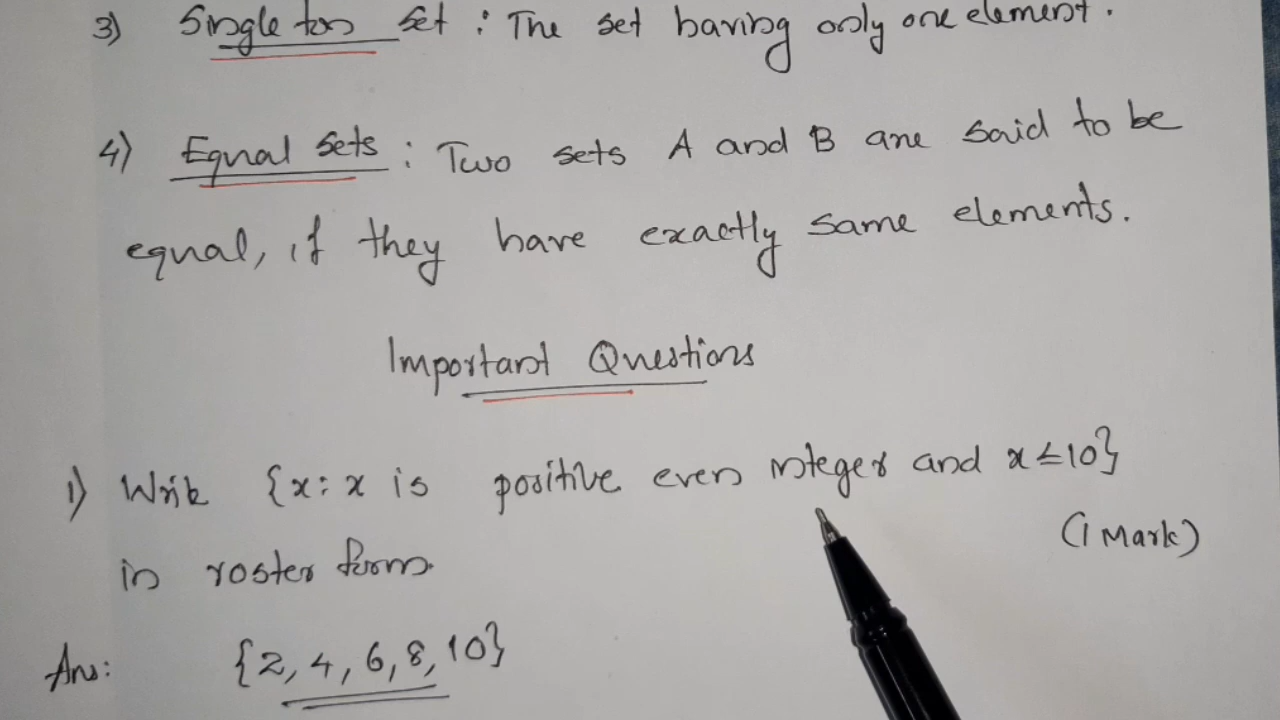 3) Singleton set : The set having only one element.
4) Equal sets : Two sets A and B are said to be
equal, if they have exactly same elements.
Important Questions
1) Write {x : x is positive even integer and x ≤ 10}
(1 Mark)
in roster form.
Ans: {2, 4, 6, 8, 10}